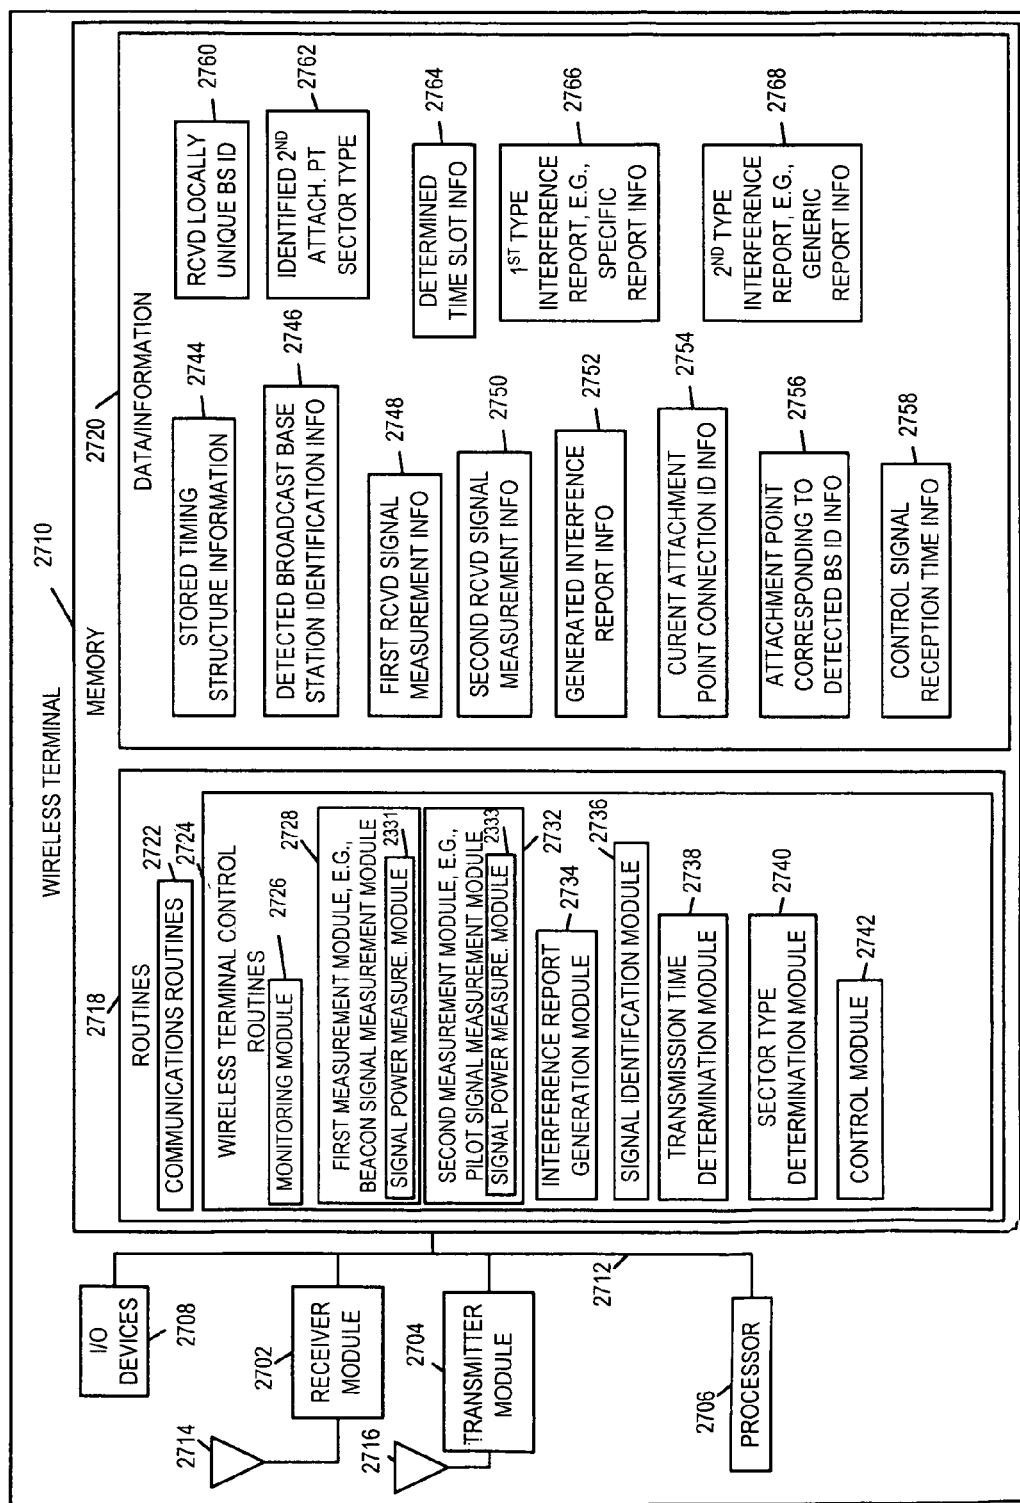 WIRELESS TERMINAL
2710
MEMORY
2718
ROUTINES
2722
COMMUNICATIONS ROUTINES
2724
WIRELESS TERMINAL CONTROL
ROUTINES
2726
MONITORING MODULE
2728
FIRST MEASUREMENT MODULE, E.G.,
BEACON SIGNAL MEASUREMENT MODULE
2331
SIGNAL POWER MEASURE. MODULE
SECOND MEASUREMENT MODULE, E.G.,
PILOT SIGNAL MEASUREMENT MODULE
2333
SIGNAL POWER MEASURE. MODULE
2732
INTERFERENCE REPORT
GENERATION MODULE
2734
2736
SIGNAL IDENTIFCATION MODULE
TRANSMISSION TIME
DETERMINATION MODULE
2738
SECTOR TYPE
DETERMINATION MODULE
2740
CONTROL MODULE
2742
2720
DATA/INFORMATION
STORED TIMING
STRUCTURE INFORMATION
2744
DETECTED BROADCAST BASE
STATION IDENTIFICATION INFO
2746
FIRST RCVD SIGNAL
MEASUREMENT INFO
2748
SECOND RCVD SIGNAL
MEASUREMENT INFO
2750
GENERATED INTERFERENCE
REPORT INFO
2752
CURENT ATTACHMENT
POINT CONNECTION ID INFO
2754
ATTACHMENT POINT
CORRESPONDING TO
DETECTED BS ID INFO
2756
CONTROL SIGNAL
RECEPTION TIME INFO
2758
RCVD LOCALLY
UNIQUE BS ID
2760
IDENTIFIED 2ND
ATTACH. PT
SECTOR TYPE
2762
DETERMINED
TIME SLOT INFO
2764
1ST TYPE
INTERFERENCE
REPORT, E.G.,
SPECIFIC
REPORT INFO
2766
2ND TYPE
INTERFERENCE
REPORT, E.G.,
GENERIC
REPORT INFO
2768
I/O
DEVICES
2708
2714
2702
RECEIVER
MODULE
2716
2704
TRANSMITTER
MODULE
2712
2706
PROCESSOR